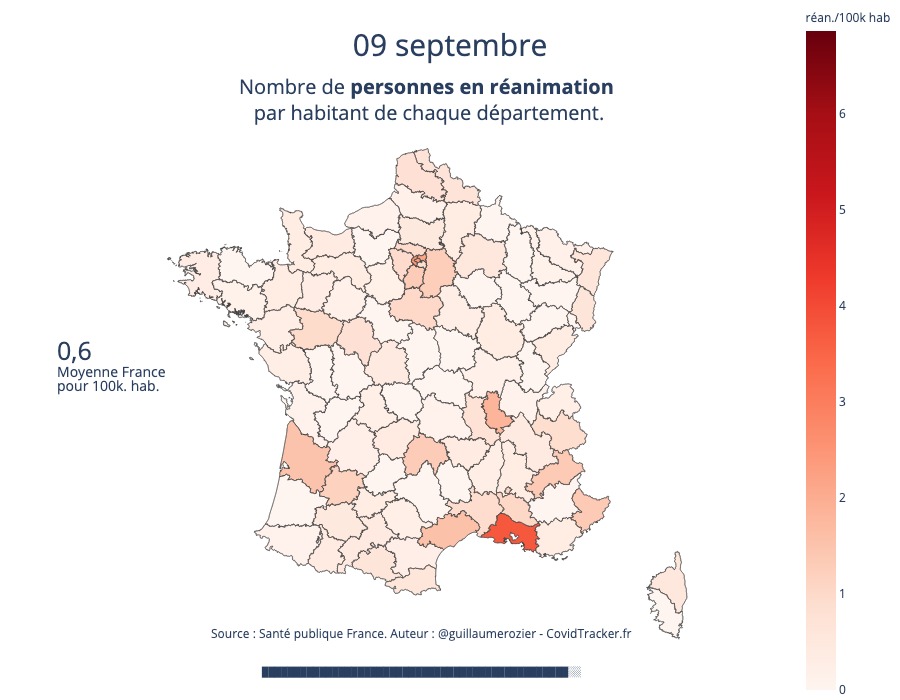 réan./100k hab
09 septembre
Nombre de personnes en réanimation
par habitant de chaque département.
6
5
4
0,6
Moyenne France
pour 100k. hab.
3
2
1
0
Source : Santé publique France. Auteur : @guillaumerozier - CovidTracker.fr